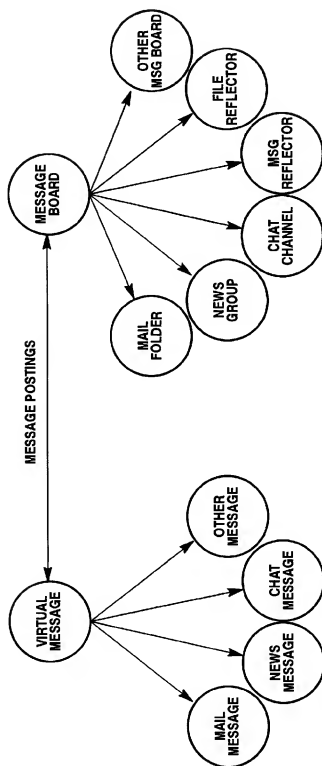 MESSAGE POSTINGS
VIRTUAL
MESSAGE
MESSAGE
BOARD
MAIL
MESSAGE
NEWS
MESSAGE
CHAT
MESSAGE
OTHER
MESSAGE
MAIL
FOLDER
NEWS
GROUP
CHAT
CHANNEL
MSG
REFLECTOR
FILE
REFLECTOR
OTHER
MSG BOARD